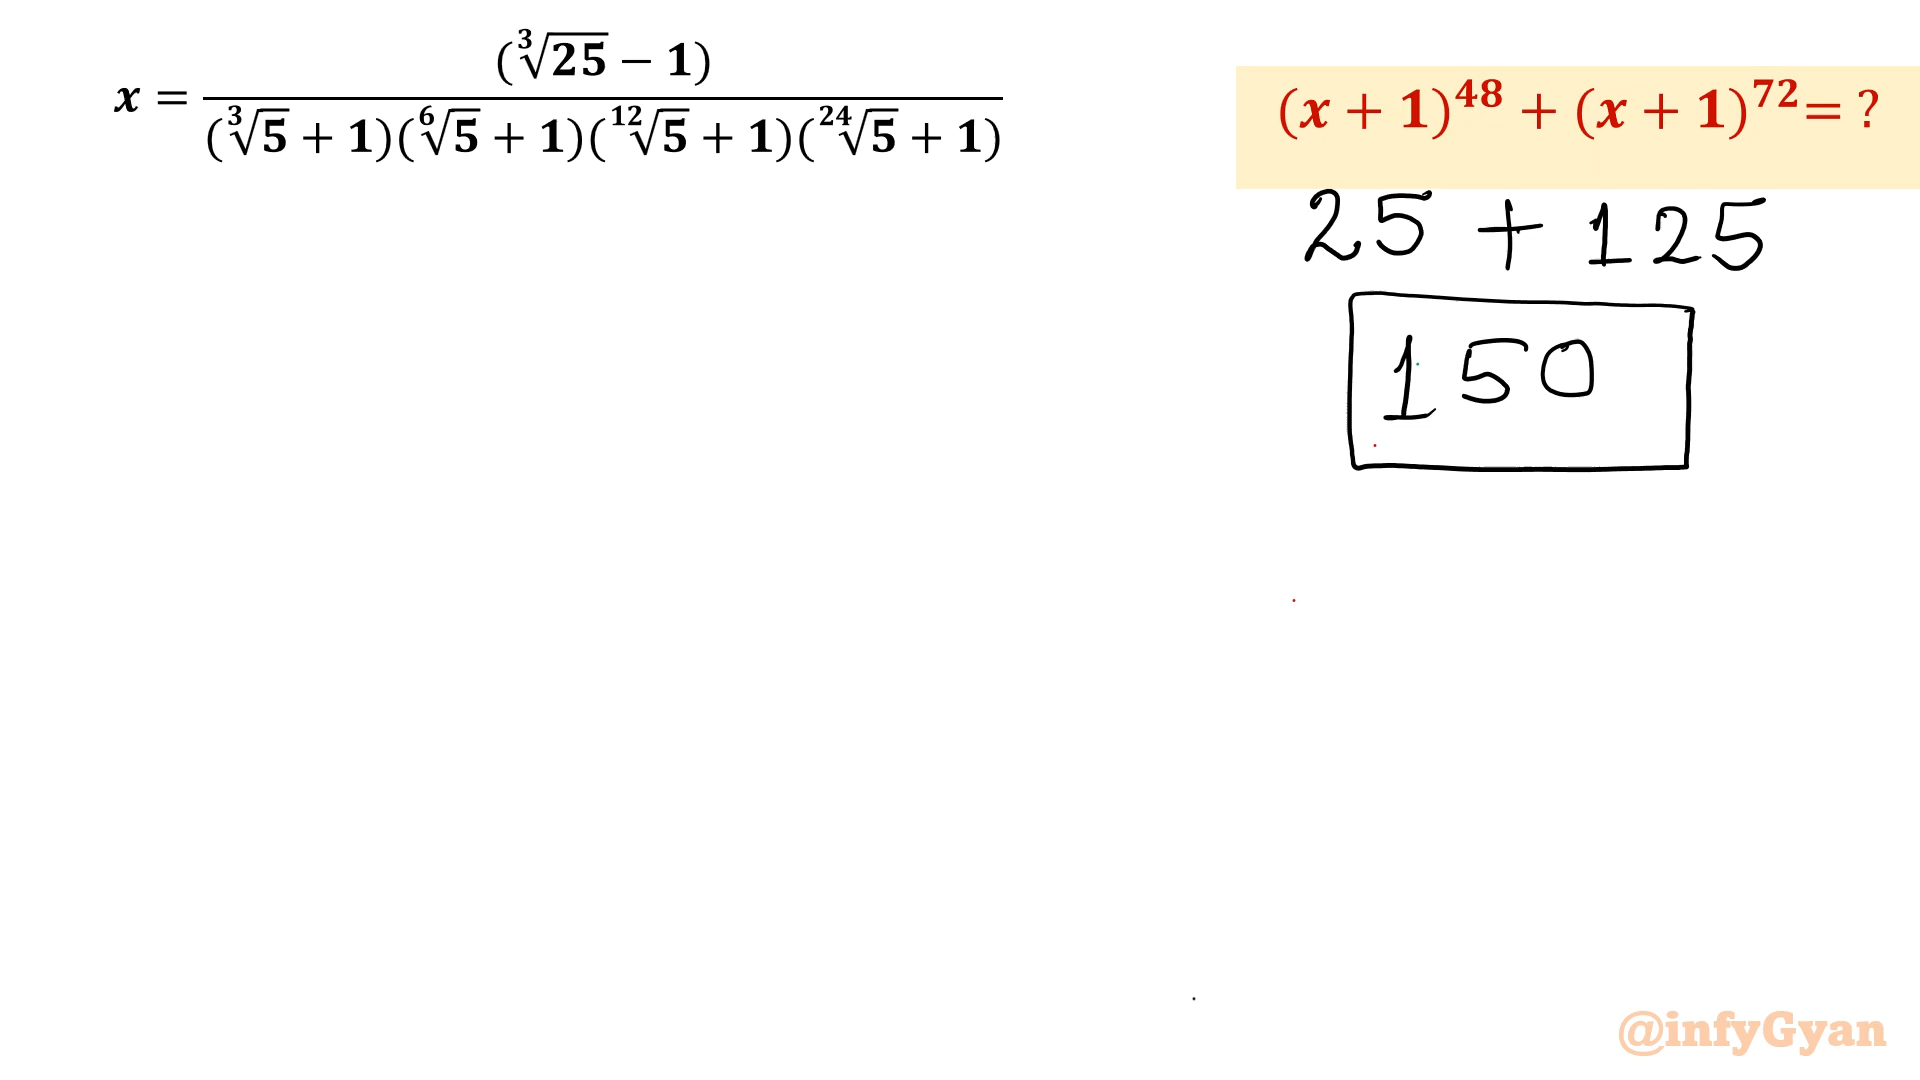 x = (∛25 − 1) / (∛5 + 1)(⁶√5 + 1)(¹²√5 + 1)(²⁴√5 + 1)
(x + 1)⁴⁸ + (x + 1)⁷² = ?
25 + 125
150
@infyGyan